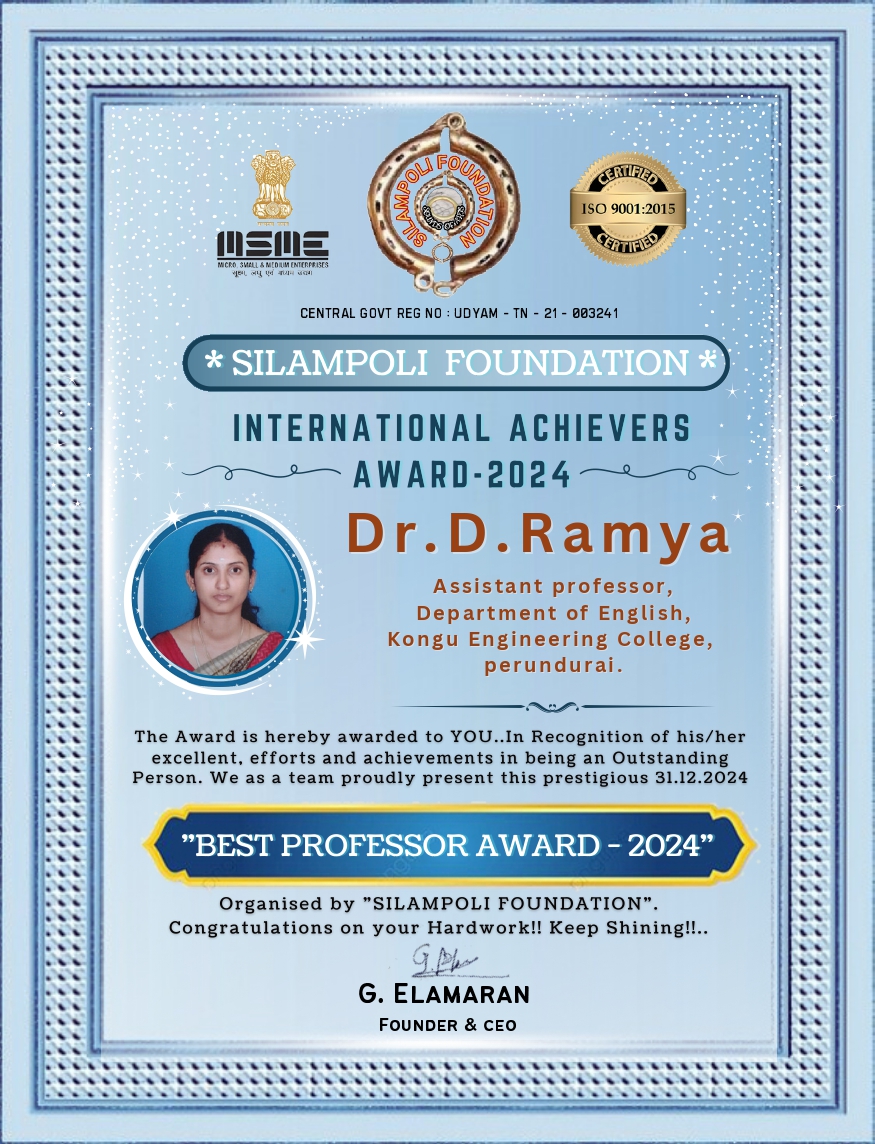 MSME
MICRO, SMALL & MEDIUM ENTERPRISES
सूक्ष्म, लघु एवं मध्यम उद्यम
SILAMPOLI FOUNDATION
CERTIFIED
ISO 9001:2015
CERTIFIED
CENTRAL GOVT REG NO : UDYAM - TN - 21 - 003241
* SILAMPOLI FOUNDATION *
INTERNATIONAL ACHIEVERS
AWARD-2024
Dr.D.Ramya
Assistant professor,
Department of English,
Kongu Engineering College,
perundurai.
The Award is hereby awarded to YOU..In Recognition of his/her
excellent, efforts and achievements in being an Outstanding
Person. We as a team proudly present this prestigious 31.12.2024
"BEST PROFESSOR AWARD - 2024"
Organised by "SILAMPOLI FOUNDATION".
Congratulations on your Hardwork!! Keep Shining!!..
G. ELAMARAN
FOUNDER & CEO